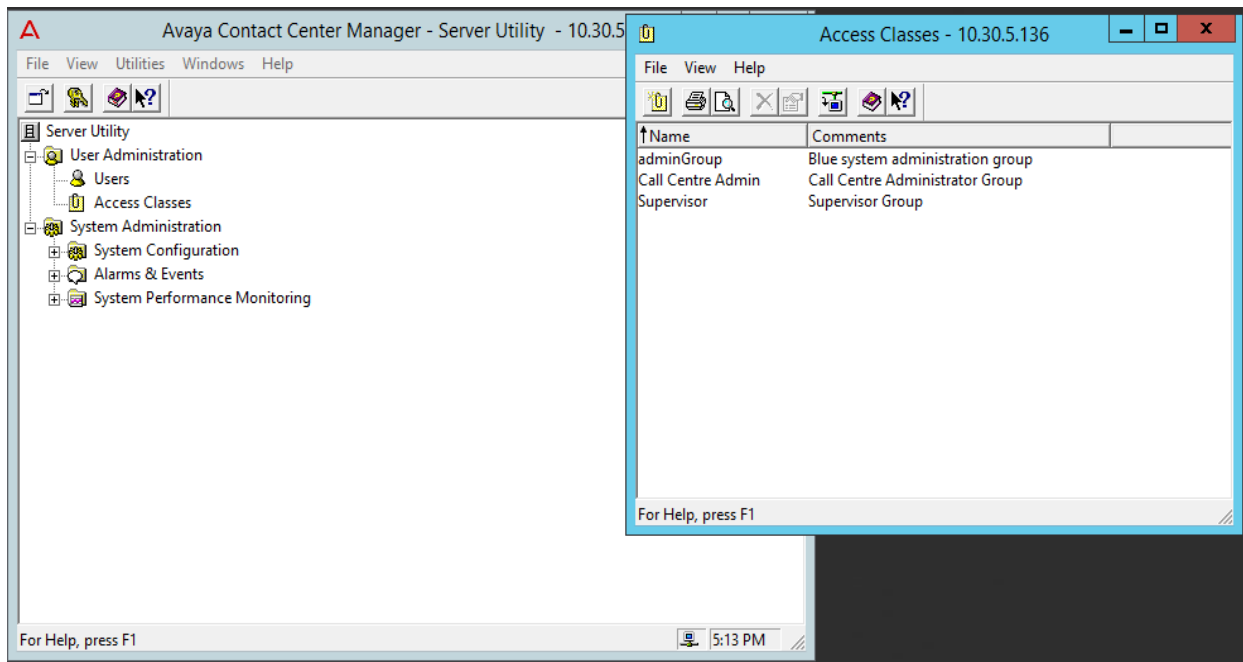 Avaya Contact Center Manager - Server Utility - 10.30.5
File View Utilities Windows Help
Server Utility
User Administration
Users
Access Classes
System Administration
System Configuration
Alarms & Events
System Performance Monitoring
For Help, press F1
5:13 PM
Access Classes - 10.30.5.136
File View Help
Name Comments
adminGroup Blue system administration group
Call Centre Admin Call Centre Administrator Group
Supervisor Supervisor Group
For Help, press F1